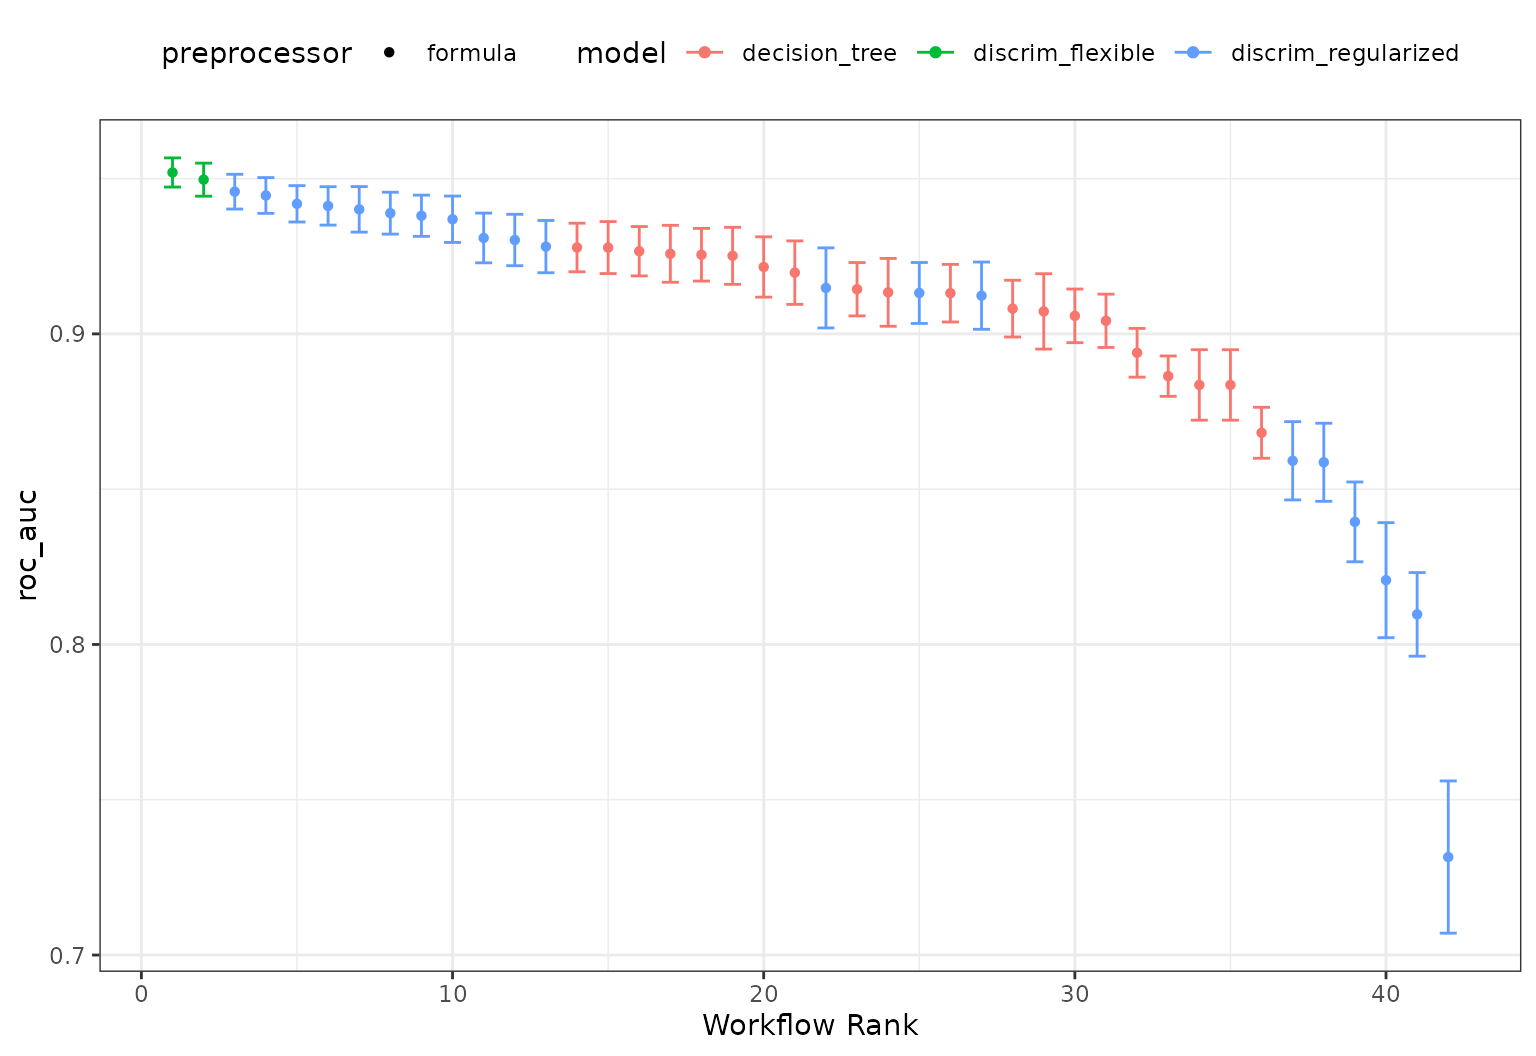 preprocessor formula model decision_tree discrim_flexible discrim_regularized
0.9
0.8
0.7
roc_auc
0 10 20 30 40
Workflow Rank